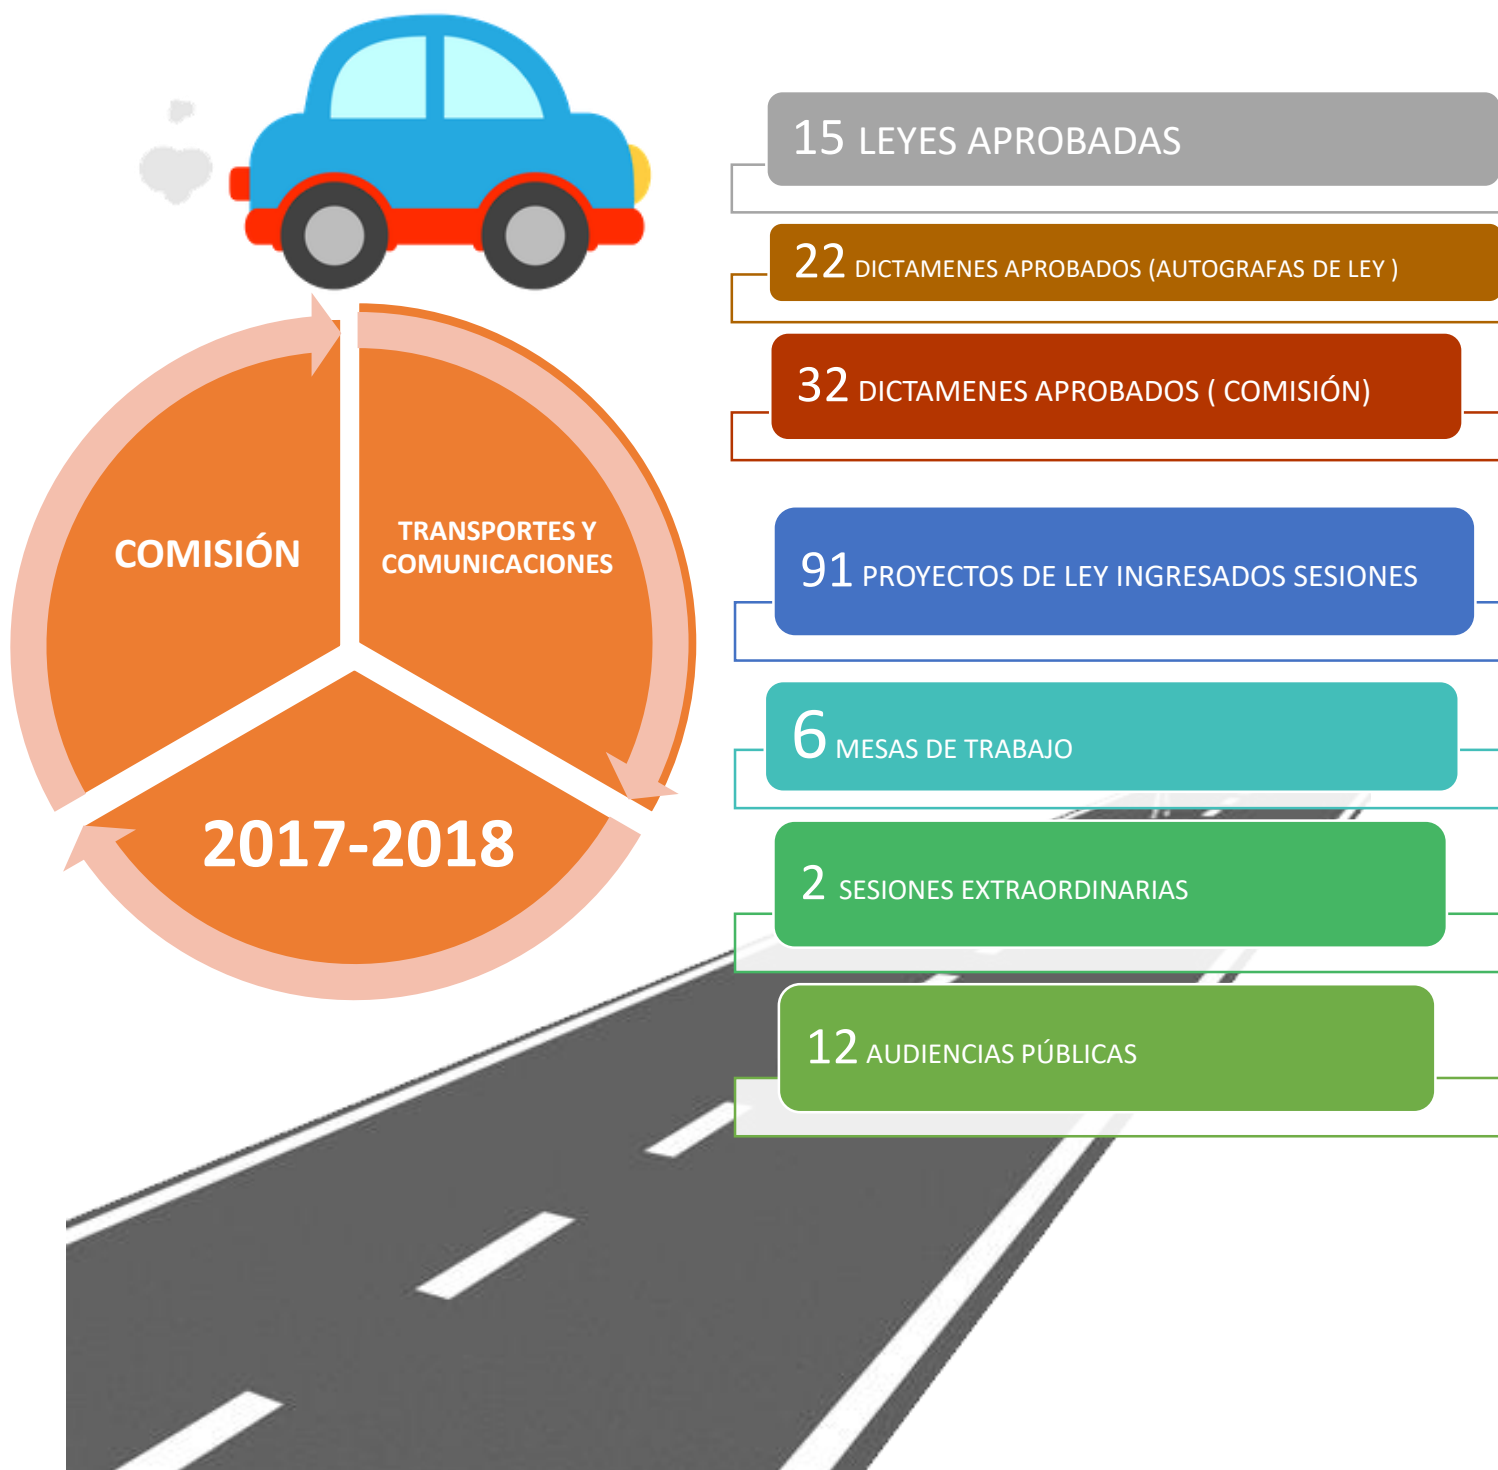 COMISIÓN
TRANSPORTES Y
COMUNICACIONES
2017-2018
15 LEYES APROBADAS
22 DICTAMENES APROBADOS (AUTOGRAFAS DE LEY )
32 DICTAMENES APROBADOS ( COMISIÓN)
91 PROYECTOS DE LEY INGRESADOS SESIONES
6 MESAS DE TRABAJO
2 SESIONES EXTRAORDINARIAS
12 AUDIENCIAS PÚBLICAS